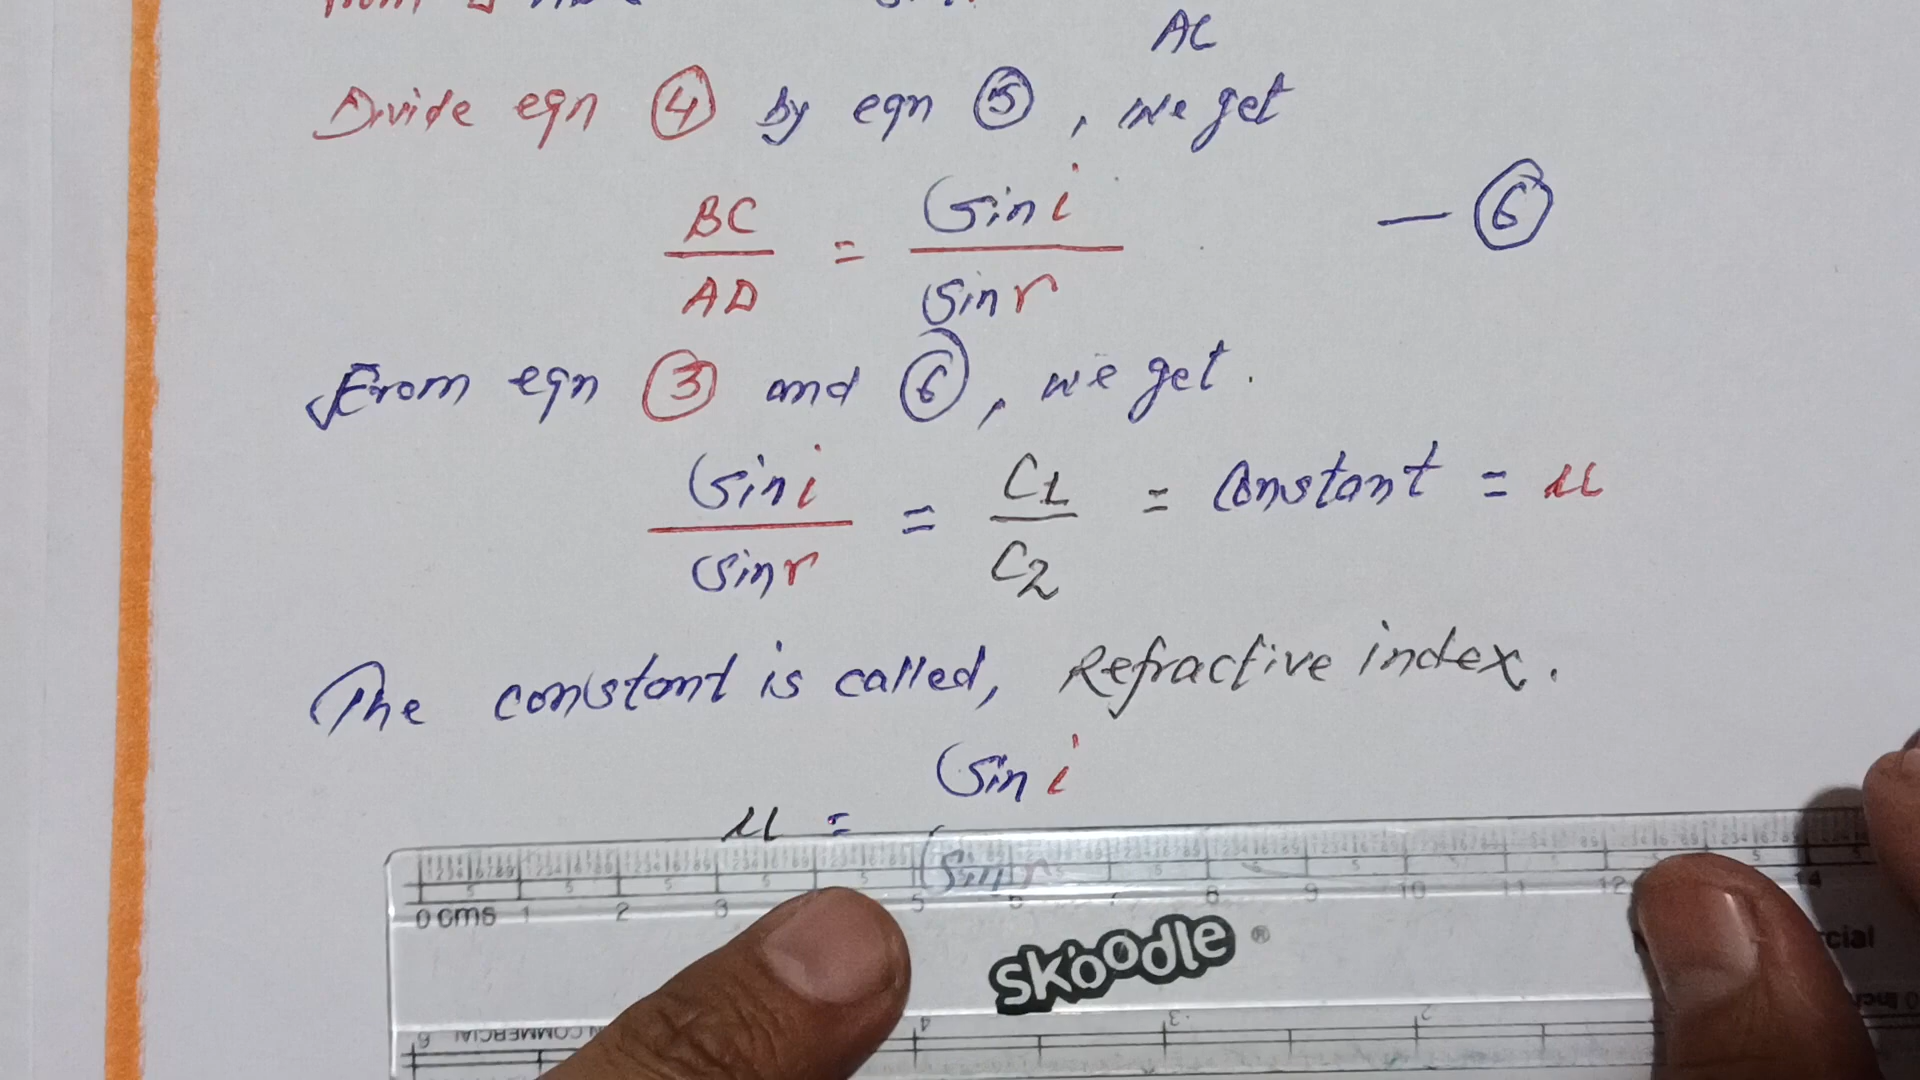 AC
Divide eqn ④ by eqn ⑤, we get
BC/AD = Sin i/Sin r — ⑥
From eqn ③ and ⑥, we get.
Sin i/Sin r = C1/C2 = Constant = μ
The constant is called, Refractive index.
μ = Sin i/Sin r
0 cms 1 2 3 5 6 7 8 9 10 11 12 14
skoodle ®